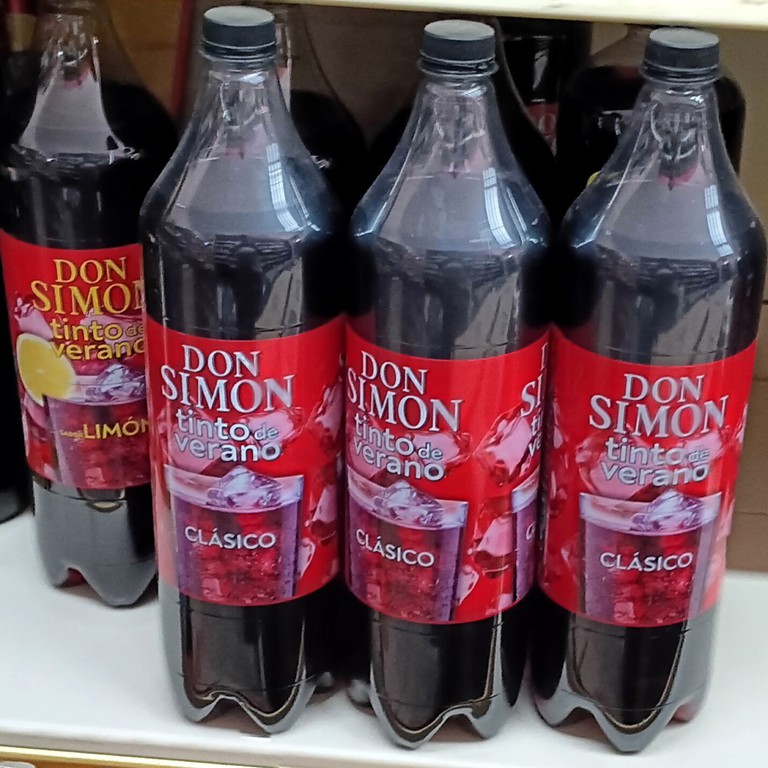 DON
SIMON
tinto de
verano
LIMÓN
DON
SIMON
tinto de
verano
CLÁSICO
DON
SIMON
tinto de
verano
CLÁSICO
DON
SIMON
tinto de
verano
CLÁSICO